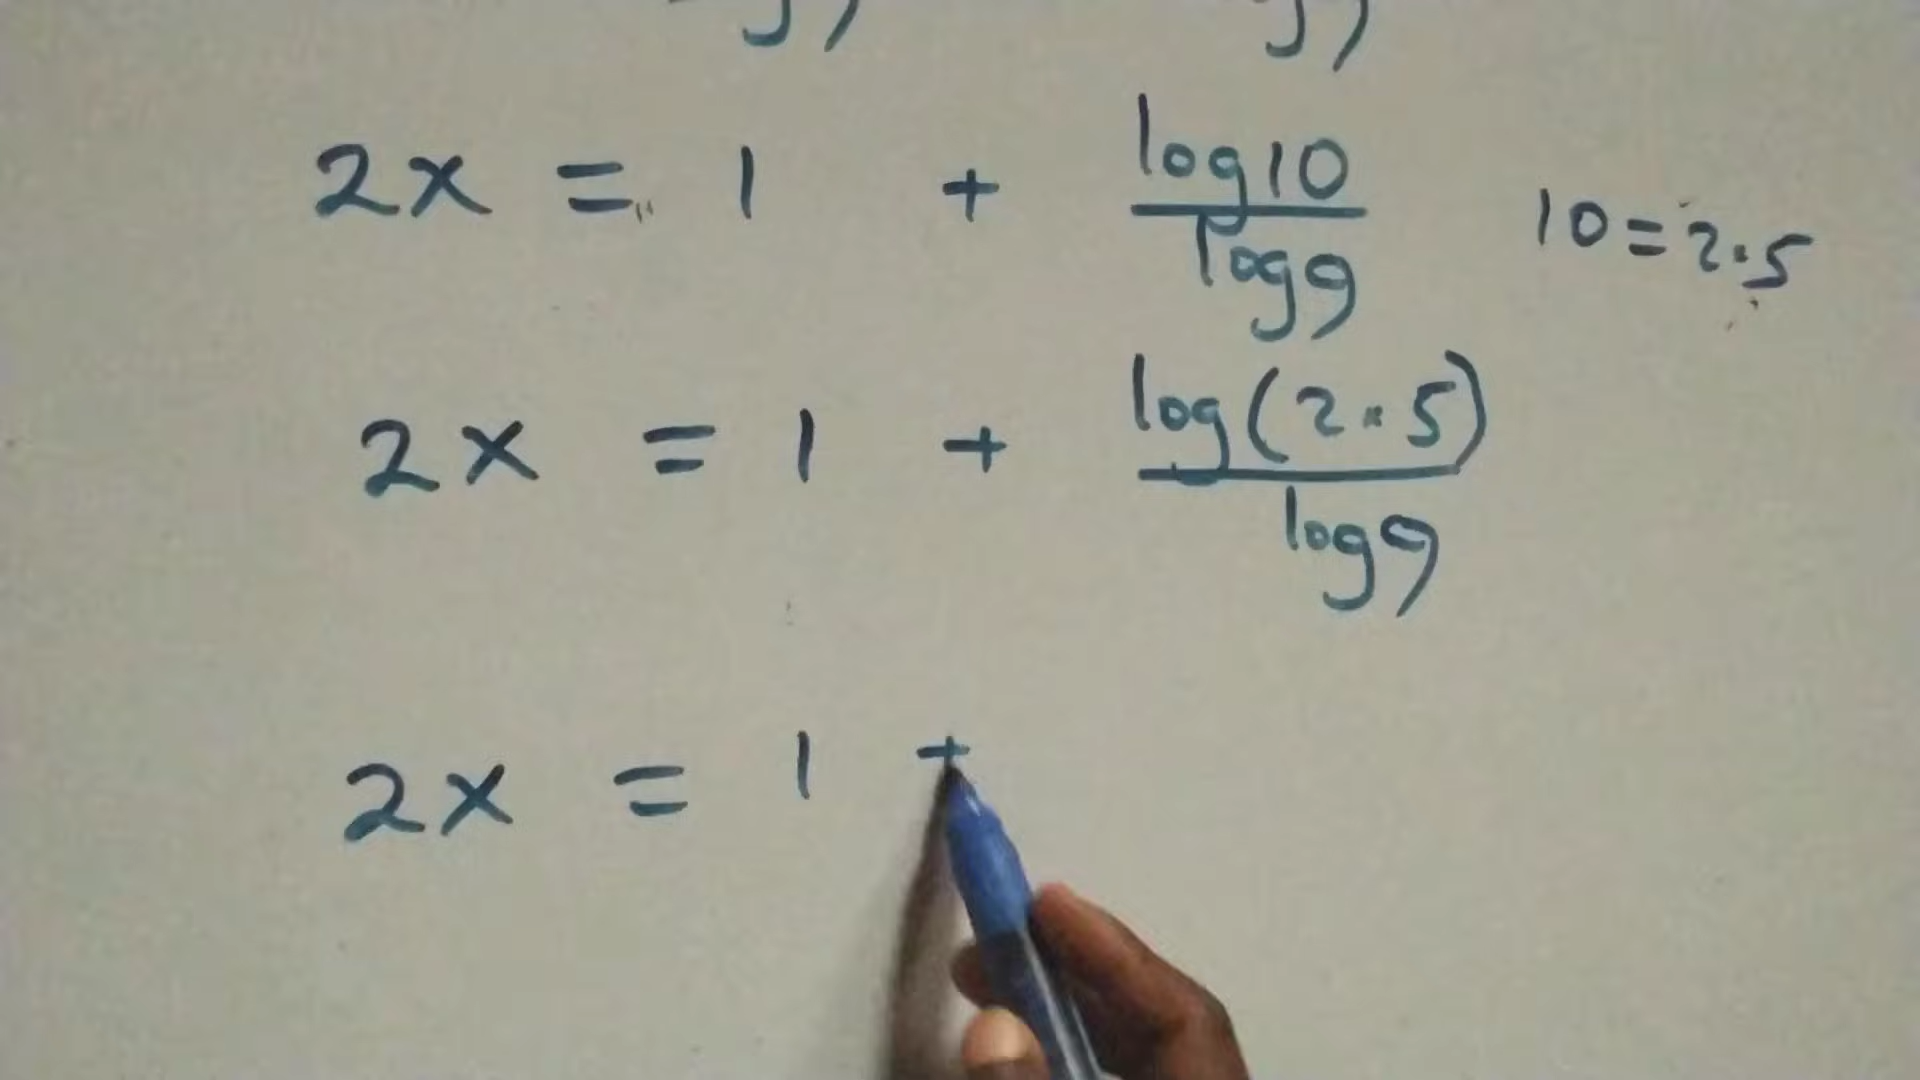 2x = 1 + log10/log9
10 = 2·5
2x = 1 + log(2·5)/log9
2x = 1 +